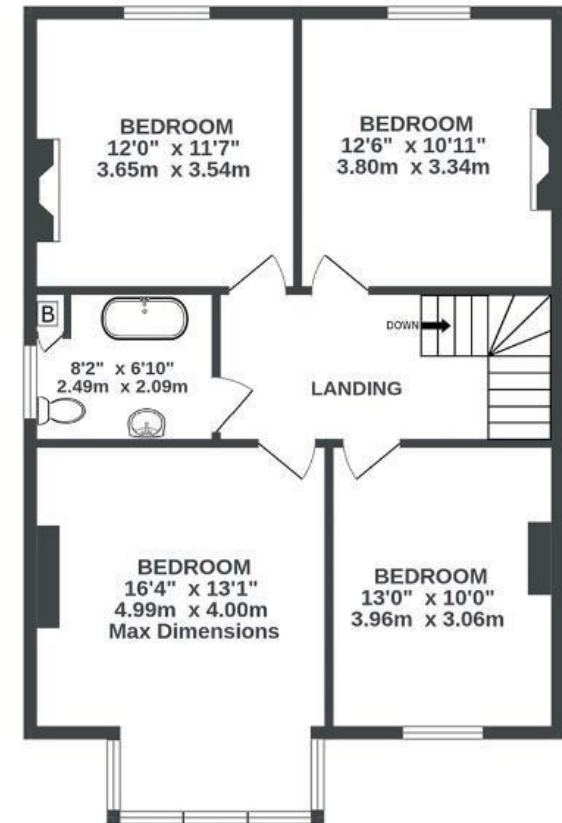 BEDROOM
12'0" x 11'7"
3.65m x 3.54m
BEDROOM
12'6" x 10'11"
3.80m x 3.34m
B
8'2" x 6'10"
2.49m x 2.09m
DOWN
LANDING
BEDROOM
16'4" x 13'1"
4.99m x 4.00m
Max Dimensions
BEDROOM
13'0" x 10'0"
3.96m x 3.06m